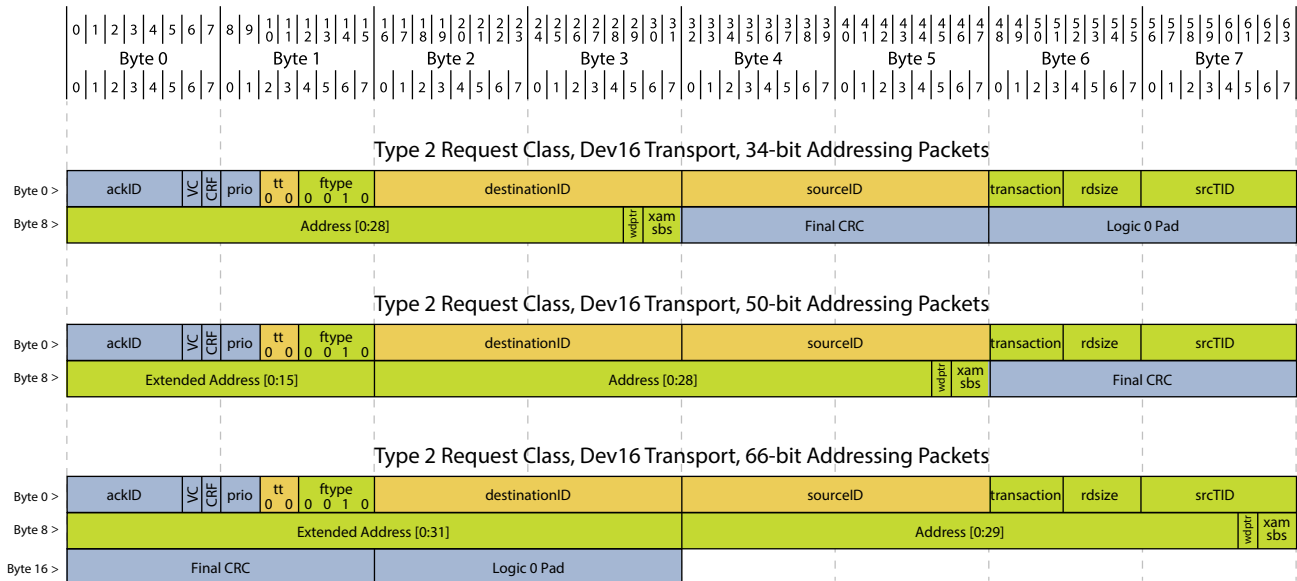 0 1 2 3 4 5 6 7 8 9 10 11 12 13 14 15 16 17 18 19 20 21 22 23 24 25 26 27 28 29 30 31 32 33 34 35 36 37 38 39 40 41 42 43 44 45 46 47 48 49 50 51 52 53 54 55 56 57 58 59 60 61 62 63
Byte 0 Byte 1 Byte 2 Byte 3 Byte 4 Byte 5 Byte 6 Byte 7
0 1 2 3 4 5 6 7 0 1 2 3 4 5 6 7 0 1 2 3 4 5 6 7 0 1 2 3 4 5 6 7 0 1 2 3 4 5 6 7 0 1 2 3 4 5 6 7 0 1 2 3 4 5 6 7 0 1 2 3 4 5 6 7
Type 2 Request Class, Dev16 Transport, 34-bit Addressing Packets
Byte 0 > ackID VC CRF prio tt 0 0 ftype 0 0 1 0 destinationID sourceID transaction rdsize srcTID
Byte 8 > Address [0:28] wdptr xam sbs Final CRC Logic 0 Pad
Type 2 Request Class, Dev16 Transport, 50-bit Addressing Packets
Byte 0 > ackID VC CRF prio tt 0 0 ftype 0 0 1 0 destinationID sourceID transaction rdsize srcTID
Byte 8 > Extended Address [0:15] Address [0:28] wdptr xam sbs Final CRC
Type 2 Request Class, Dev16 Transport, 66-bit Addressing Packets
Byte 0 > ackID VC CRF prio tt 0 0 ftype 0 0 1 0 destinationID sourceID transaction rdsize srcTID
Byte 8 > Extended Address [0:31] Address [0:29] wdptr xam sbs
Byte 16 > Final CRC Logic 0 Pad